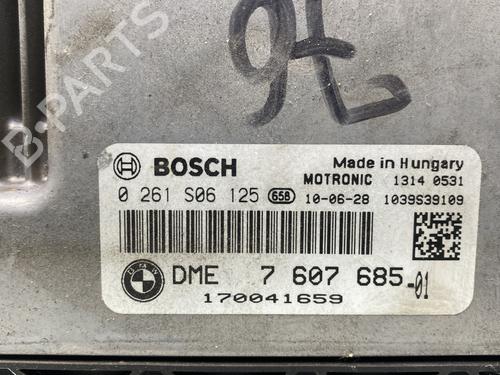 B-PARTS
9L
BOSCH
Made in Hungary
MOTRONIC 1314 0531
0 261 S06 125 658 10-06-28 1039S39109
BMW
DME 7 607 685-01
170041659